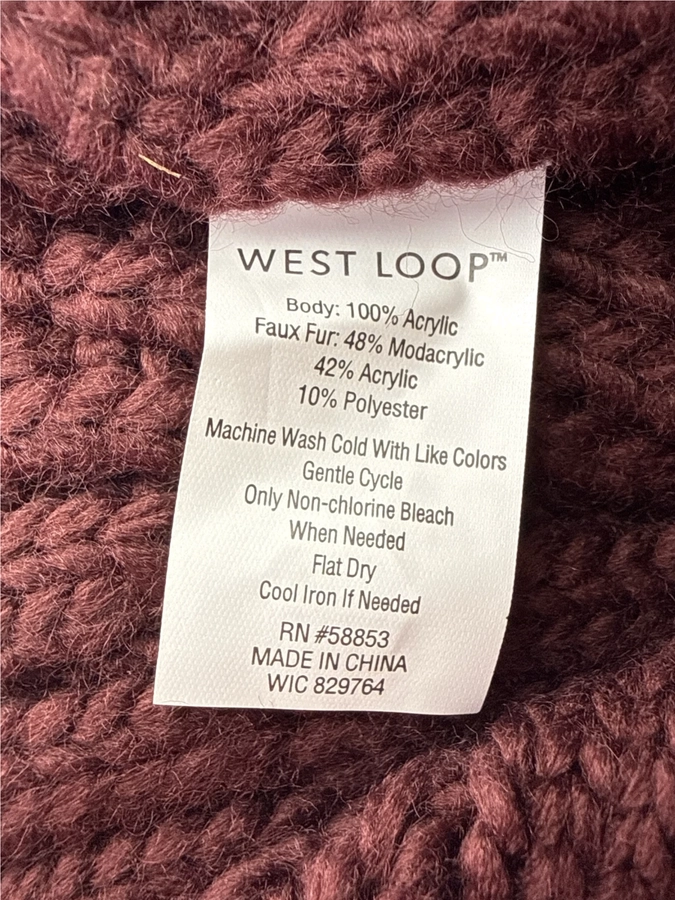 WEST LOOP™
Body: 100% Acrylic
Faux Fur: 48% Modacrylic
42% Acrylic
10% Polyester
Machine Wash Cold With Like Colors
Gentle Cycle
Only Non-chlorine Bleach
When Needed
Flat Dry
Cool Iron If Needed
RN #58853
MADE IN CHINA
WIC 829764